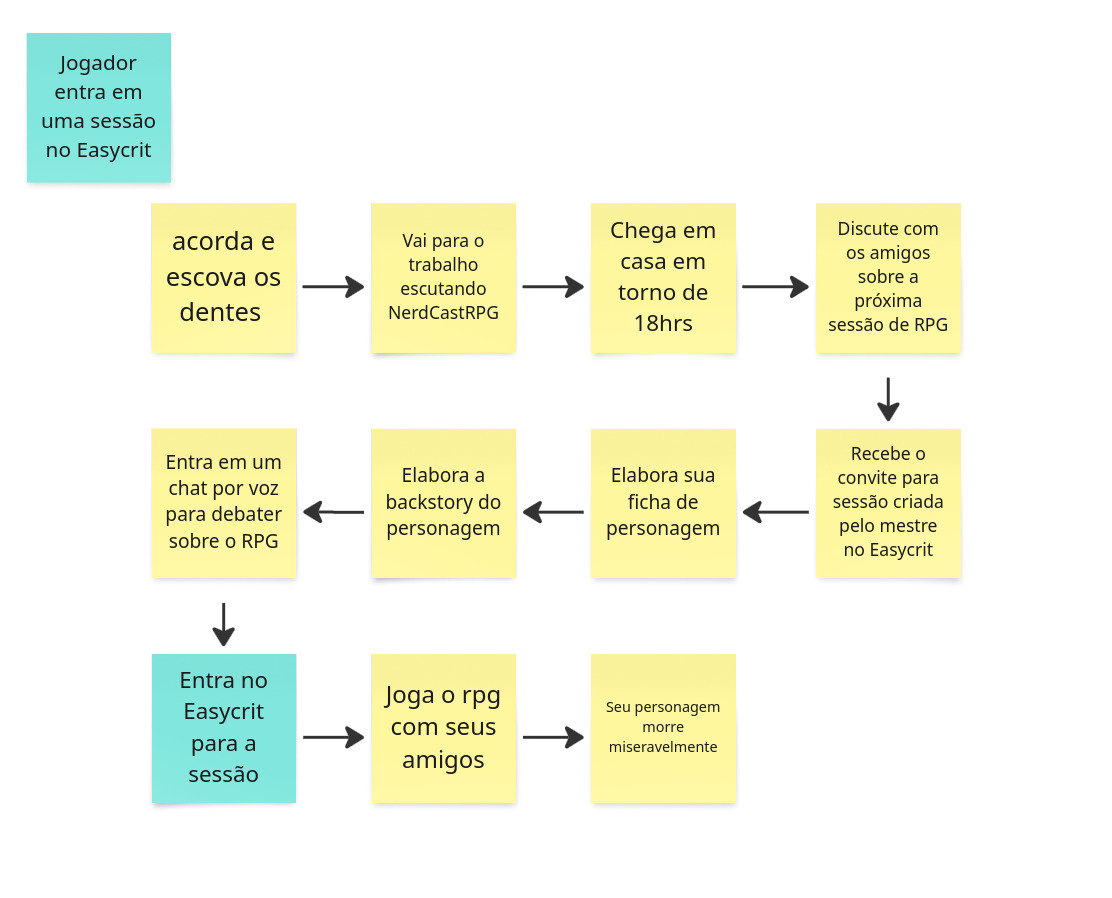 Jogador
entra em
uma sessão
no Easycrit
acorda e
escova os
dentes
Vai para o
trabalho
escutando
NerdCastRPG
Chega em
casa em
torno de
18hrs
Discute com
os amigos
sobre a
próxima
sessão de RPG
Recebe o
convite para
sessão criada
pelo mestre
no Easycrit
Elabora sua
ficha de
personagem
Elabora a
backstory do
personagem
Entra em um
chat por voz
para debater
sobre o RPG
Entra no
Easycrit
para a
sessão
Joga o rpg
com seus
amigos
Seu personagem
morre
miseravelmente